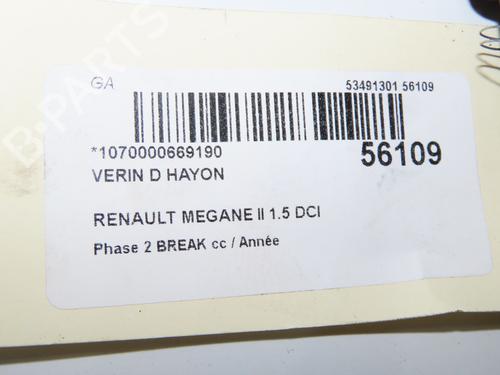 GA
53491301 56109
*1070000669190
56109
VERIN D HAYON
RENAULT MEGANE II 1.5 DCI
Phase 2 BREAK cc / Année
B-PARTS